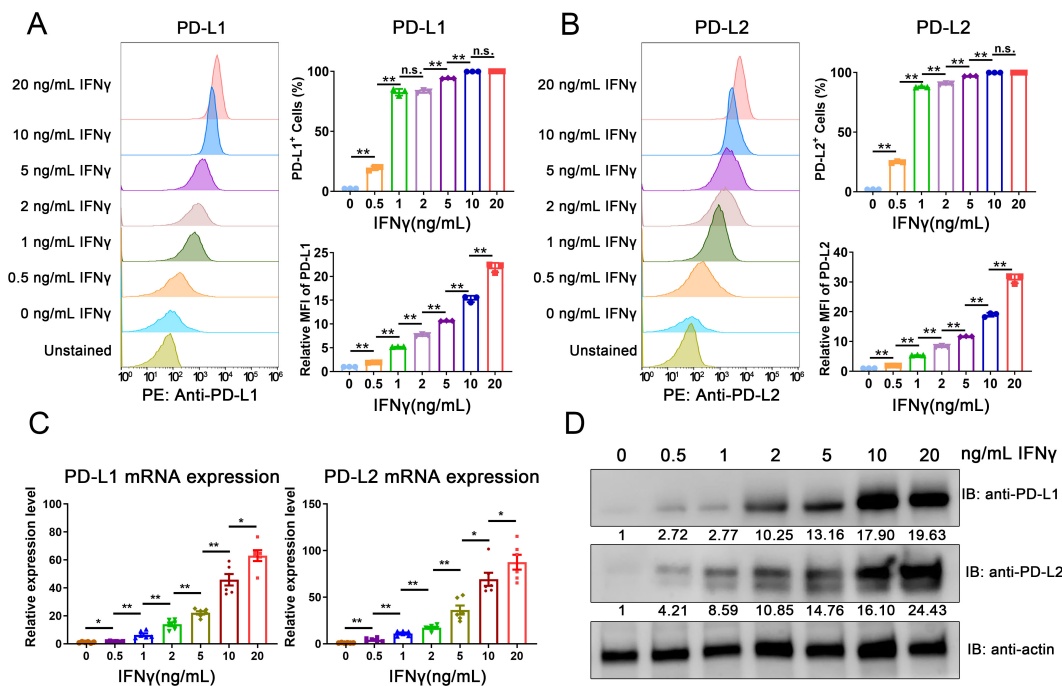 A
PD-L1
20 ng/mL IFNγ
10 ng/mL IFNγ
5 ng/mL IFNγ
2 ng/mL IFNγ
1 ng/mL IFNγ
0.5 ng/mL IFNγ
0 ng/mL IFNγ
Unstained
10⁰ 10¹ 10² 10³ 10⁴ 10⁵ 10⁶
PE: Anti-PD-L1
PD-L1
PD-L1⁺ Cells (%)
100
50
0
** ** n.s. ** ** n.s.
0 0.5 1 2 5 10 20
IFNγ(ng/mL)
Relative MFI of PD-L1
25
20
15
10
5
0
** ** ** ** ** **
0 0.5 1 2 5 10 20
IFNγ(ng/mL)
B
PD-L2
20 ng/mL IFNγ
10 ng/mL IFNγ
5 ng/mL IFNγ
2 ng/mL IFNγ
1 ng/mL IFNγ
0.5 ng/mL IFNγ
0 ng/mL IFNγ
Unstained
10⁰ 10¹ 10² 10³ 10⁴ 10⁵ 10⁶
PE: Anti-PD-L2
PD-L2
PD-L2⁺ Cells (%)
100
50
0
** ** ** ** ** n.s.
0 0.5 1 2 5 10 20
IFNγ(ng/mL)
Relative MFI of PD-L2
40
30
20
10
0
** ** ** ** ** **
0 0.5 1 2 5 10 20
IFNγ(ng/mL)
C
PD-L1 mRNA expression
Relative expression level
100
80
60
40
20
0
* ** ** ** ** *
0 0.5 1 2 5 10 20
IFNγ(ng/mL)
PD-L2 mRNA expression
Relative expression level
150
100
50
0
** ** ** ** * *
0 0.5 1 2 5 10 20
IFNγ(ng/mL)
D
0 0.5 1 2 5 10 20 ng/mL IFNγ
IB: anti-PD-L1
1 2.72 2.77 10.25 13.16 17.90 19.63
IB: anti-PD-L2
1 4.21 8.59 10.85 14.76 16.10 24.43
IB: anti-actin